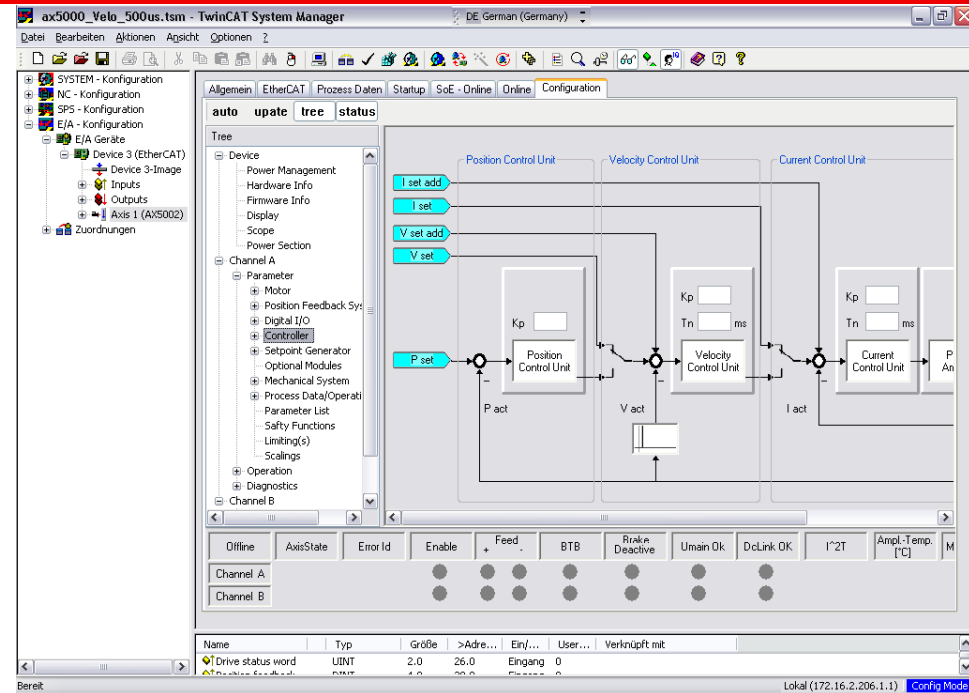 ax5000_Velo_500us.tsm - TwinCAT System Manager
DE German (Germany)
Datei Bearbeiten Aktionen Ansicht Optionen ?
SYSTEM - Konfiguration
NC - Konfiguration
SPS - Konfiguration
E/A - Konfiguration
E/A Geräte
Device 3 (EtherCAT)
Device 3-Image
Inputs
Outputs
Axis 1 (AX5002)
Zuordnungen
Allgemein EtherCAT Prozess Daten Startup SoE - Online Online Configuration
auto upate tree status
Tree
Device
Power Management
Hardware Info
Firmware Info
Display
Scope
Power Section
Channel A
Parameter
Motor
Position Feedback Sy
Digital I/O
Controller
Setpoint Generator
Optional Modules
Mechanical System
Process Data/Operati
Parameter List
Safty Functions
Limiting(s)
Scalings
Operation
Diagnostics
Channel B
Position Control Unit Velocity Control Unit Current Control Unit
I set add
I set
V set add
V set
P set
Kp
Position
Control Unit
Kp
Tn ms
Velocity
Control Unit
Kp
Tn ms
Current
Control Unit
P
An
P act V act I act
Offline AxisState Error Id Enable Feed + - BTB Brake Deactive Umain Ok DcLink OK I^2T Ampl.-Temp. [°C] M
Channel A
Channel B
Name Typ Größe >Adre... Ein/... User... Verknüpft mit
Drive status word UINT 2.0 26.0 Eingang 0
Bereit
Lokal (172.16.2.206.1.1) Config Mode